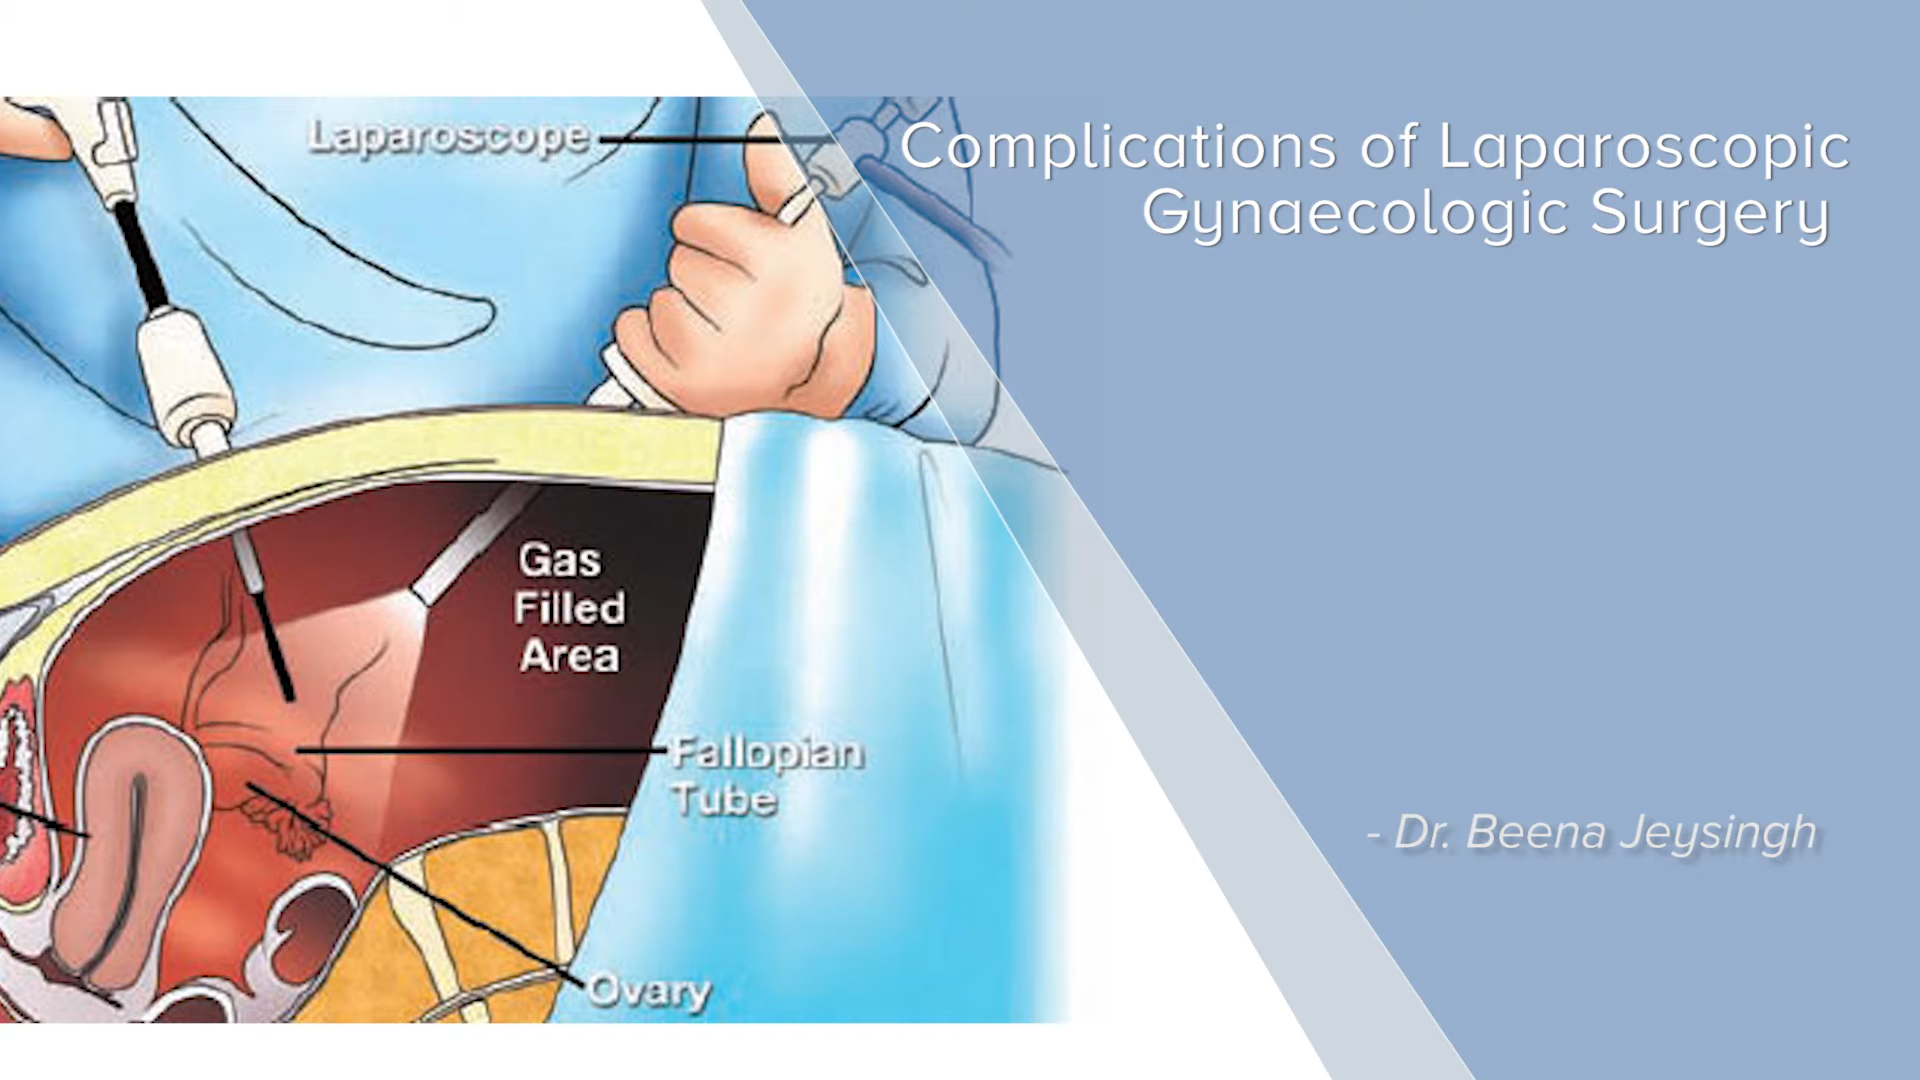 Complications of Laparoscopic
Gynaecologic Surgery
Laparoscope
Gas
Filled
Area
Fallopian
Tube
Ovary
- Dr. Beena Jeysingh